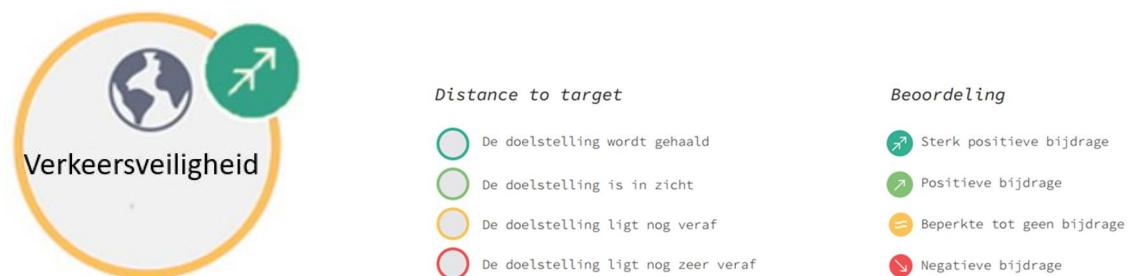 Verkeersveiligheid
Distance to target
De doelstelling wordt gehaald
De doelstelling is in zicht
De doelstelling ligt nog veraf
De doelstelling ligt nog zeer veraf
Beoordeling
Sterk positieve bijdrage
Positieve bijdrage
Beperkte tot geen bijdrage
Negatieve bijdrage